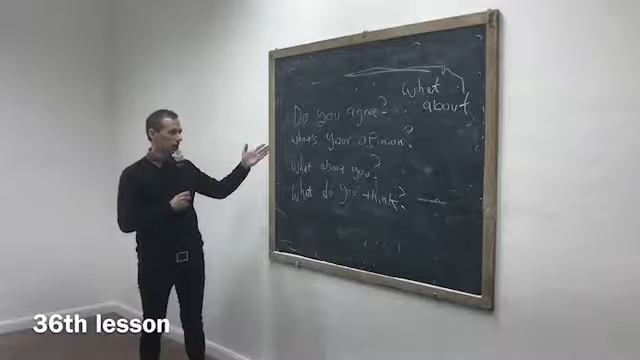 what
about
Do you agree?
What's your opinion?
What about you?
What do you think?
36th lesson